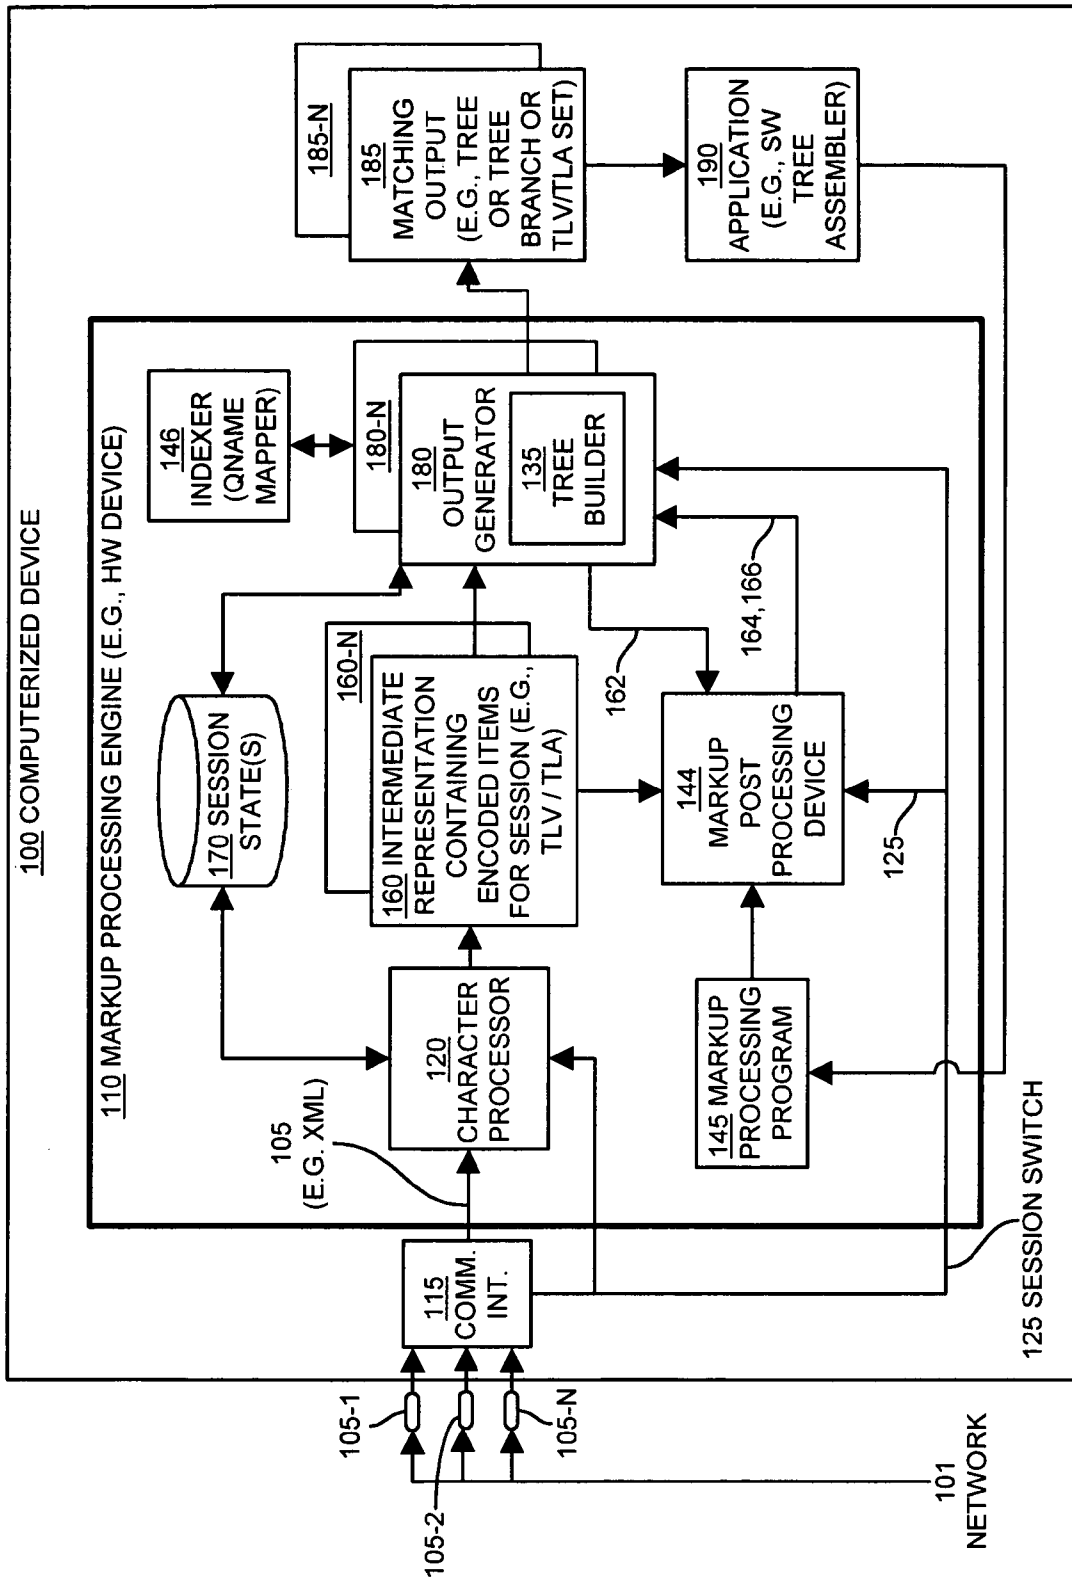 100 COMPUTERIZED DEVICE
110 MARKUP PROCESSING ENGINE (E.G., HW DEVICE)
170 SESSION
STATE(S)
146
INDEXER
(QNAME
MAPPER)
185-N
185
MATCHING
OUTPUT
(E.G., TREE
OR TREE
BRANCH OR
TLV/TLA SET)
180-N
180
OUTPUT
GENERATOR
135
TREE
BUILDER
160-N
160 INTERMEDIATE
REPRESENTATION
CONTAINING
ENCODED ITEMS
FOR SESSION (E.G.,
TLV / TLA)
120
CHARACTER
PROCESSOR
105
(E.G. XML)
115
COMM.
INT.
105-1
105-2
105-N
101
NETWORK
162
164, 166
144
MARKUP
POST
PROCESSING
DEVICE
145 MARKUP
PROCESSING
PROGRAM
125
190
APPLICATION
(E.G., SW
TREE
ASSEMBLER)
125 SESSION SWITCH